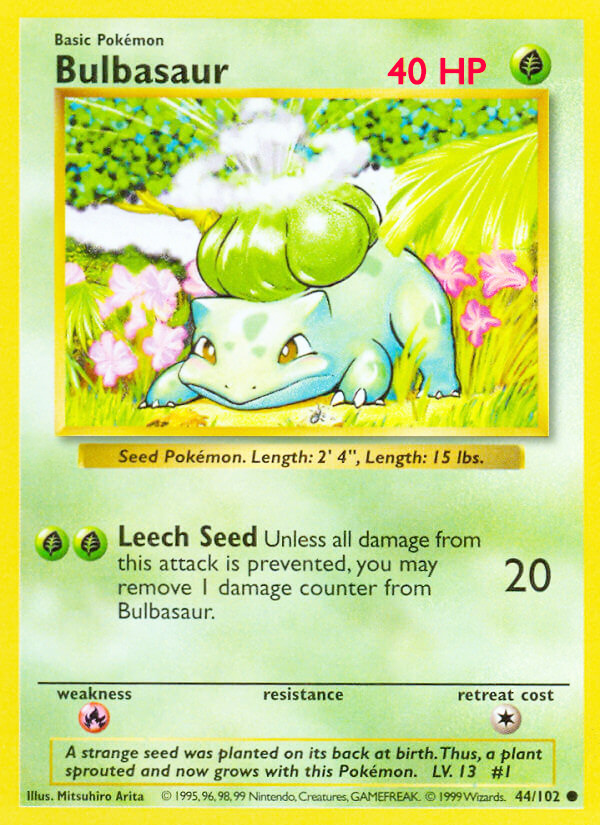 Basic Pokémon
Bulbasaur 40 HP
Seed Pokémon. Length: 2' 4", Length: 15 lbs.
Leech Seed Unless all damage from
this attack is prevented, you may
remove 1 damage counter from
Bulbasaur.
20
weakness resistance retreat cost
A strange seed was planted on its back at birth. Thus, a plant
sprouted and now grows with this Pokémon. LV. 13 #1
Illus. Mitsuhiro Arita © 1995, 96, 98, 99 Nintendo, Creatures, GAMEFREAK. © 1999 Wizards. 44/102